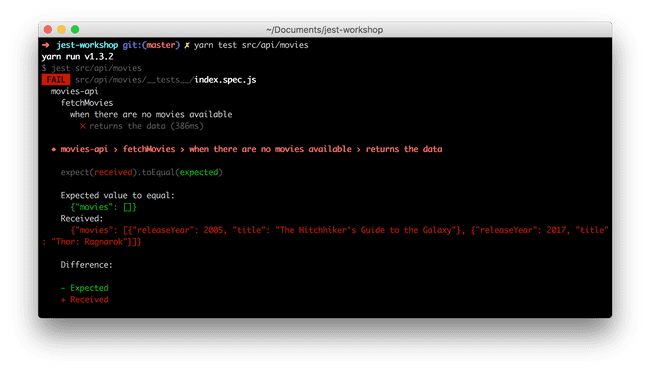 ~/Documents/jest-workshop
➜ jest-workshop git:(master) ✗ yarn test src/api/movies
yarn run v1.3.2
$ jest src/api/movies
FAIL src/api/movies/__tests__/index.spec.js
movies-api
fetchMovies
when there are no movies available
✕ returns the data (386ms)
● movies-api › fetchMovies › when there are no movies available › returns the data
expect(received).toEqual(expected)
Expected value to equal:
{"movies": []}
Received:
{"movies": [{"releaseYear": 2005, "title": "The Hitchhiker's Guide to the Galaxy"}, {"releaseYear": 2017, "title"
: "Thor: Ragnarok"}]}
Difference:
- Expected
+ Received